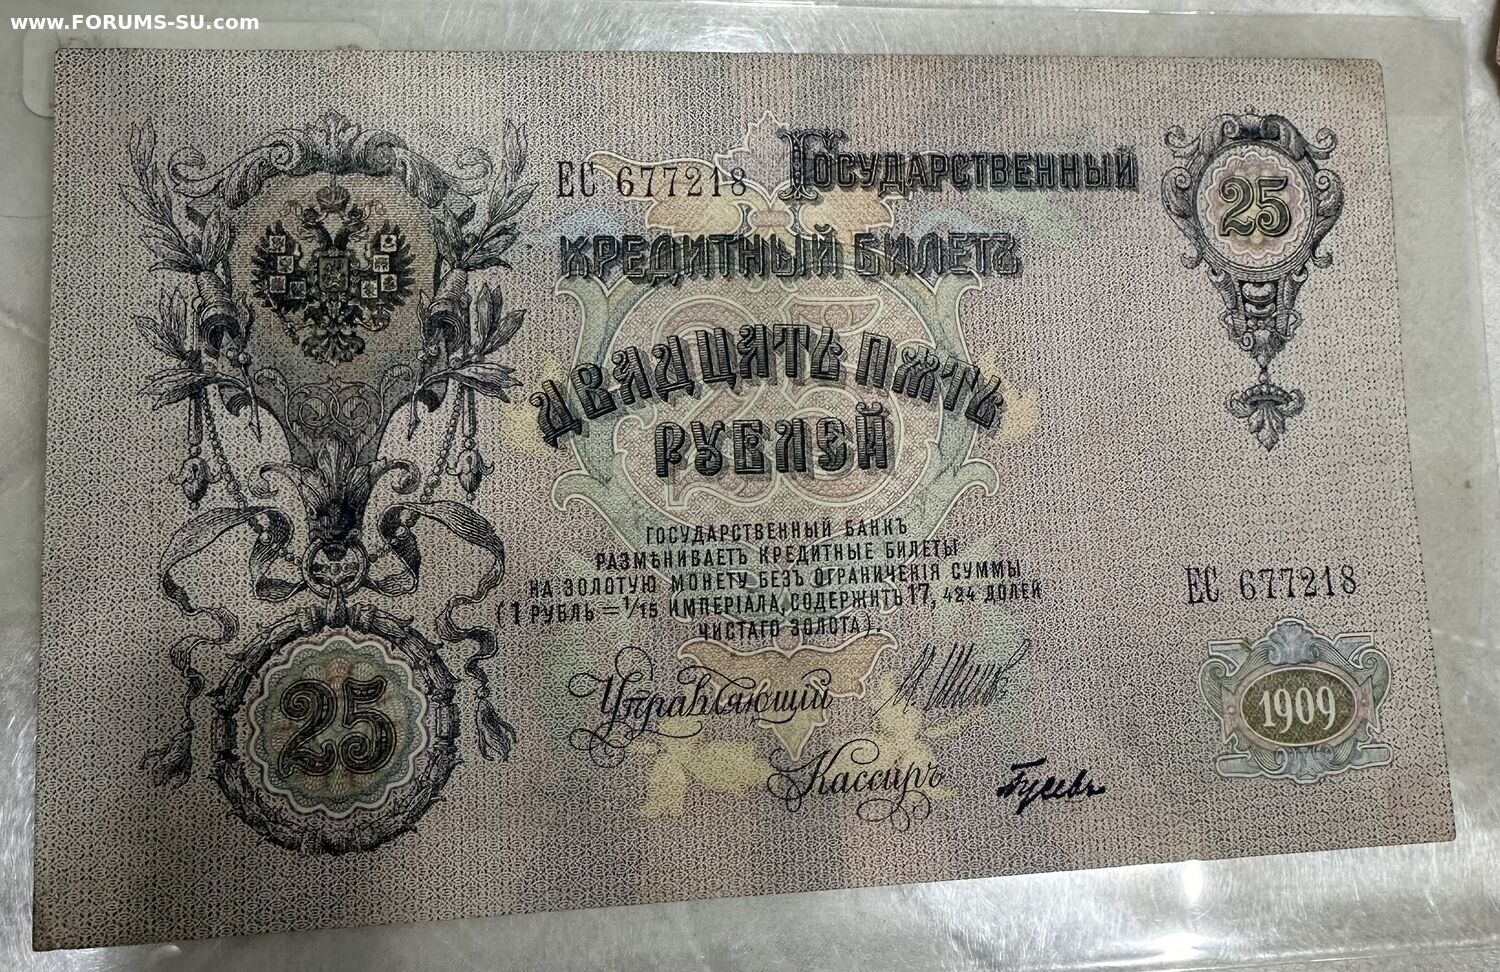 www.FORUMS-SU.com
ЕС 677218
Государственный
25
кредитный билетъ
двадцать пять
рублей
ГОСУДАРСТВЕННЫЙ БАНКЪ
РАЗМѢНИВАЕТЪ КРЕДИТНЫЕ БИЛЕТЫ
НА ЗОЛОТУЮ МОНЕТУ БЕЗЪ ОГРАНИЧЕНІЯ СУММЫ
(1 РУБЛЬ = 1/15 ИМПЕРІАЛА, СОДЕРЖИТЪ 17, 424 ДОЛЕЙ
ЧИСТАГО ЗОЛОТА).
ЕС 677218
25
Управляющій
1909
Кассиръ Гусевъ
25